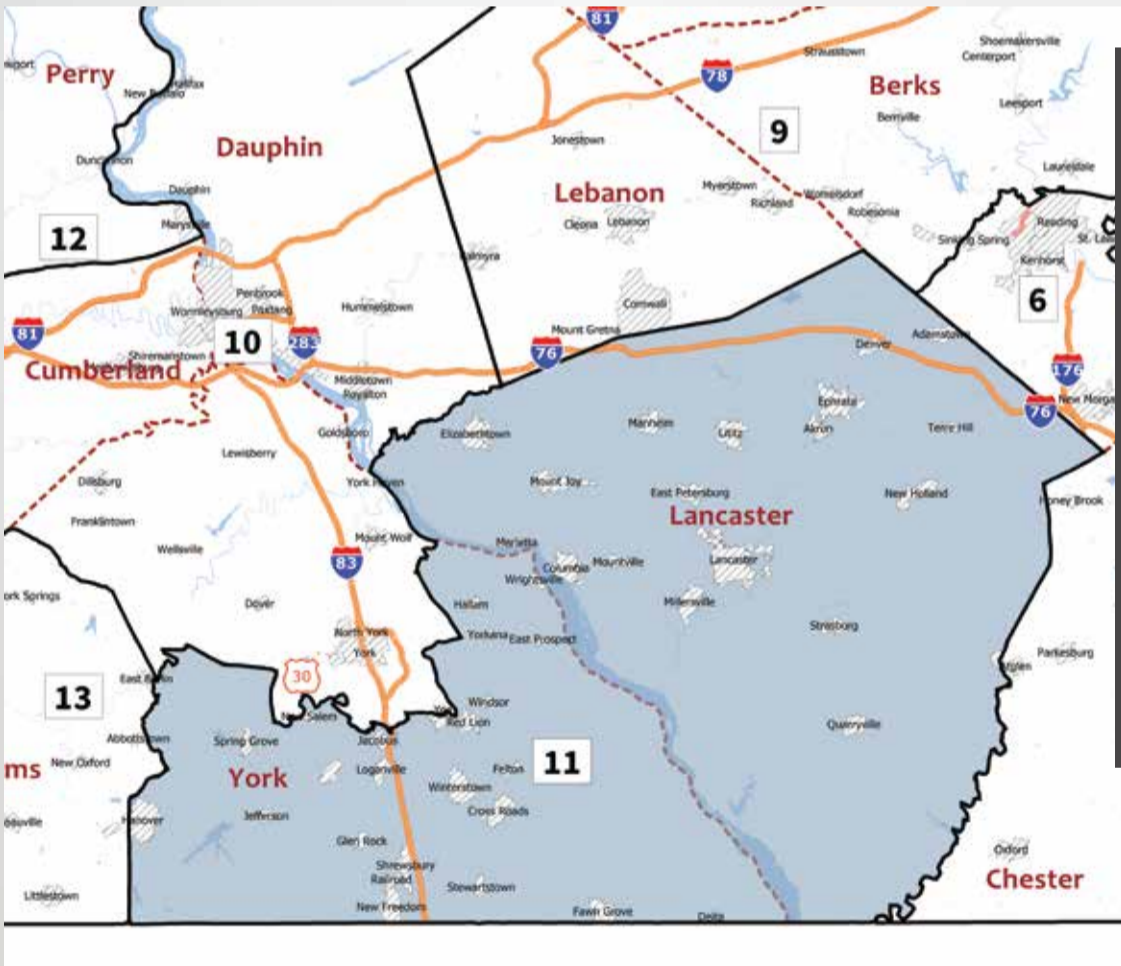 81
Strausstown
Shoemakersville
Centerport
Perry
78
Berks
Halifax
Leesport
Bernville
9
Dauphin
Jonestown
Laureldale
Dauphin
Lebanon
Myerstown
Womelsdorf
Richland
Robesonia
Marysville
Cleona
Lebanon
Reading
12
Sinking Spring
Kenhorst
Penbrook
Paxtang
Hummelstown
Cornwall
6
Wormleysburg
Mount Gretna
Adamstown
81
10
283
76
Denver
Shiremanstown
Cumberland
Middletown
Royalton
176
New Morga
Ephrata
76
Goldsboro
Elizabethtown
Manheim
Lititz
Akron
Terre Hill
Lewisberry
Dillsburg
York Haven
Mount Joy
East Petersburg
New Holland
Honey Brook
Franklintown
Lancaster
Wellsville
Mount Wolf
Marietta
83
Columbia
Mountville
Lancaster
Wrightsville
ork Springs
Dover
Hallam
Millersville
North York
Yorkana
East Prospect
Strasburg
York
Parkesburg
30
13
Windsor
Red Lion
Quarryville
Abbottstown
Spring Grove
Jacobus
11
ms
New Oxford
York
Loganville
Felton
Winterstown
Cross Roads
Hanover
Jefferson
Glen Rock
Oxford
Shrewsbury
Railroad
Chester
Littlestown
Stewartstown
New Freedom
Fawn Grove
Delta